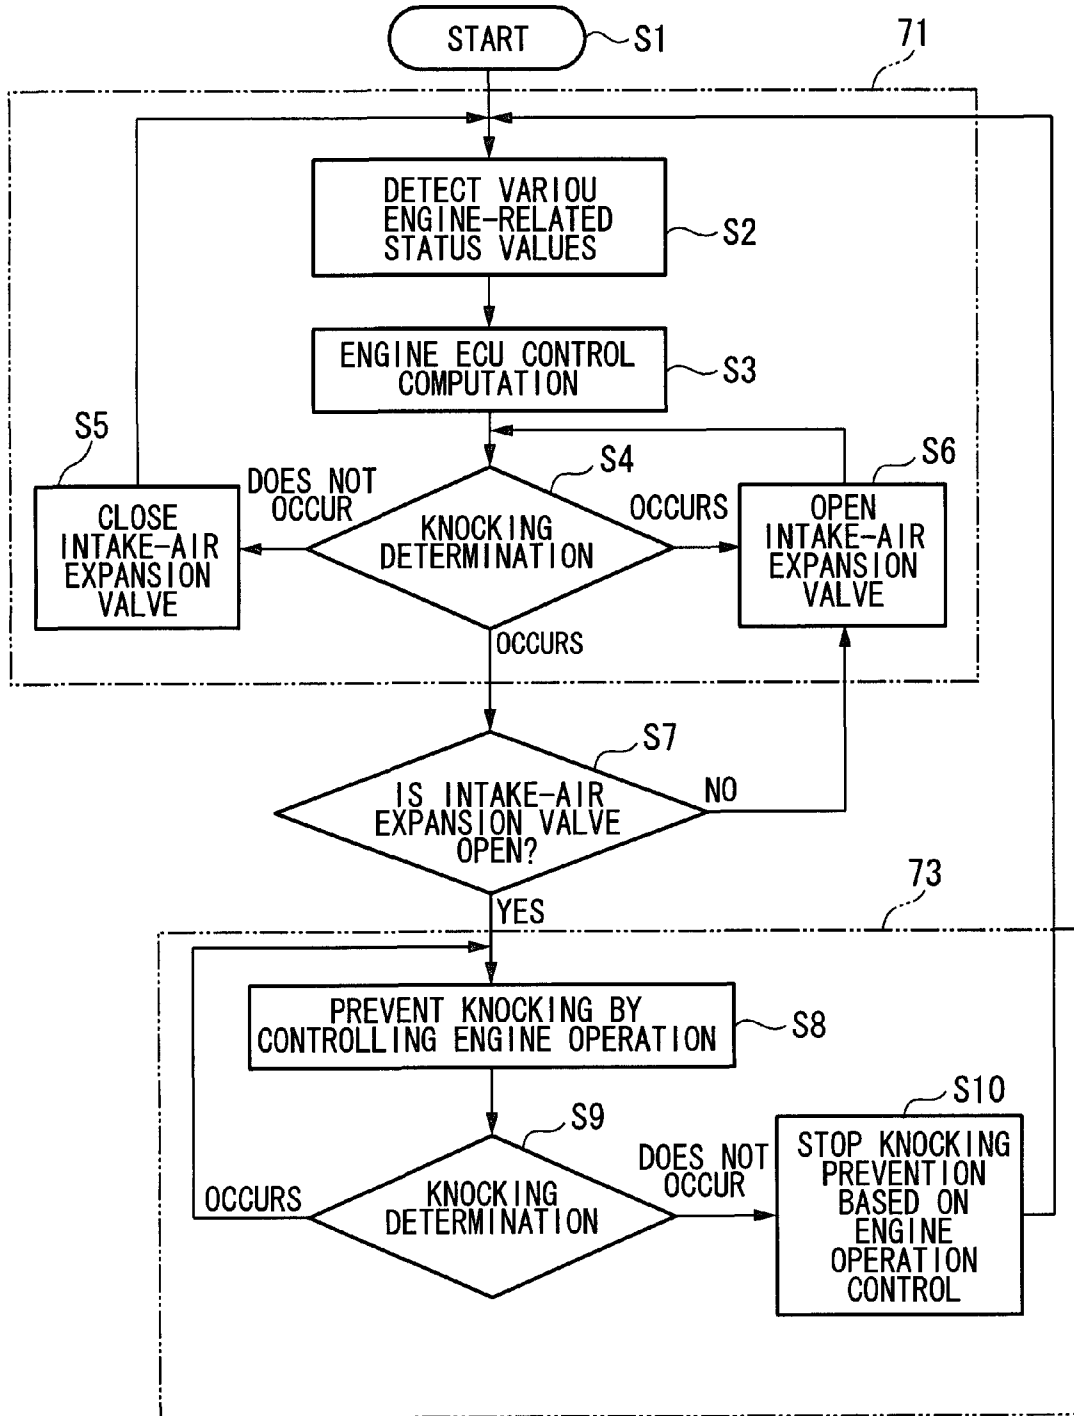 START
S1
71
DETECT VARIOU
ENGINE-RELATED
STATUS VALUES
S2
ENGINE ECU CONTROL
COMPUTATION
S3
S5
CLOSE
INTAKE-AIR
EXPANSION
VALVE
DOES NOT
OCCUR
S4
KNOCKING
DETERMINATION
OCCURS
S6
OPEN
INTAKE-AIR
EXPANSION
VALVE
OCCURS
S7
IS INTAKE-AIR
EXPANSION VALVE
OPEN?
NO
YES
73
PREVENT KNOCKING BY
CONTROLLING ENGINE OPERATION
S8
S9
KNOCKING
DETERMINATION
OCCURS
DOES NOT
OCCUR
S10
STOP KNOCKING
PREVENTION
BASED ON
ENGINE
OPERATION
CONTROL